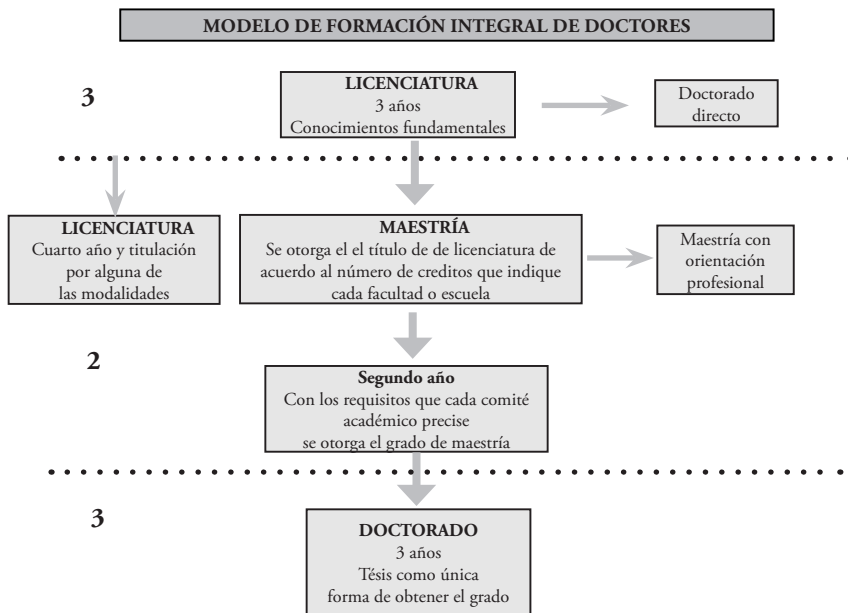 MODELO DE FORMACIÓN INTEGRAL DE DOCTORES
3
LICENCIATURA
3 años
Conocimientos fundamentales
Doctorado
directo
LICENCIATURA
Cuarto año y titulación
por alguna de
las modalidades
MAESTRÍA
Se otorga el el título de de licenciatura de
acuerdo al número de creditos que indique
cada facultad o escuela
Maestría con
orientación
profesional
2
Segundo año
Con los requisitos que cada comité
académico precise
se otorga el grado de maestría
3
DOCTORADO
3 años
Tésis como única
forma de obtener el grado